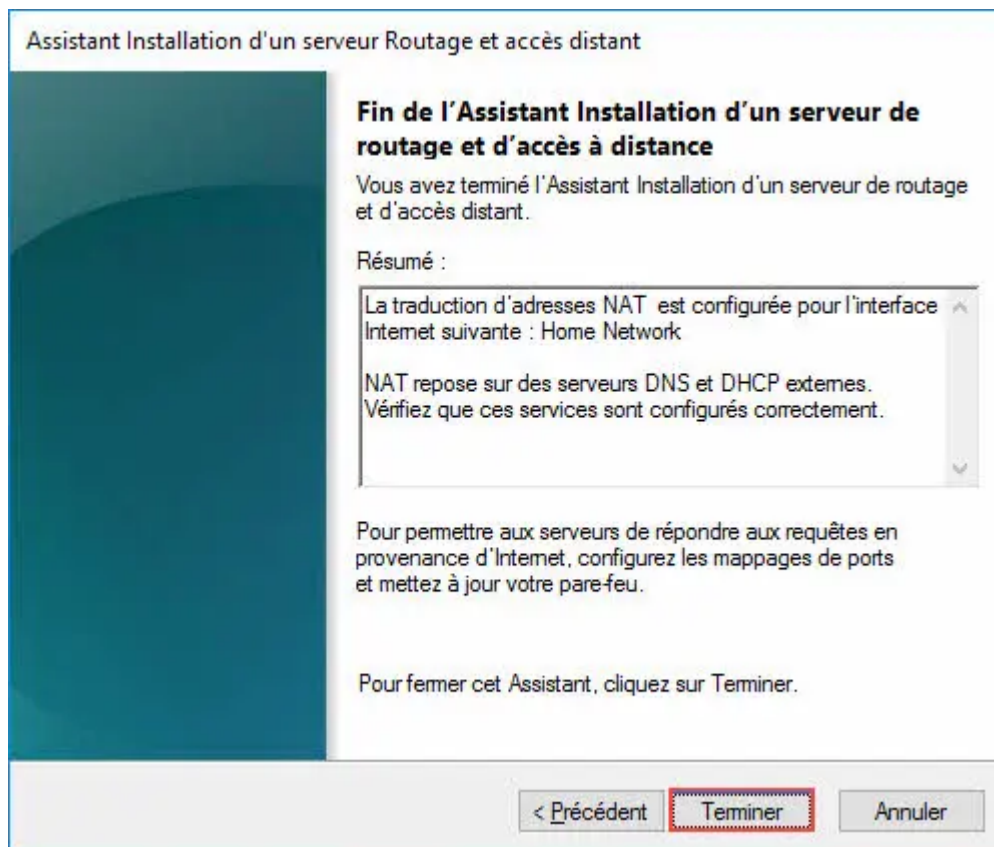 Assistant Installation d'un serveur Routage et accès distant
Fin de l’Assistant Installation d’un serveur de
routage et d’accès à distance
Vous avez terminé l’Assistant Installation d’un serveur de routage
et d’accès distant.
Résumé :
La traduction d’adresses NAT  est configurée pour l’interface
Internet suivante : Home Network
NAT repose sur des serveurs DNS et DHCP externes.
Vérifiez que ces services sont configurés correctement.
Pour permettre aux serveurs de répondre aux requêtes en
provenance d’Internet, configurez les mappages de ports
et mettez à jour votre pare-feu.
Pour fermer cet Assistant, cliquez sur Terminer.
< Précédent
Terminer
Annuler